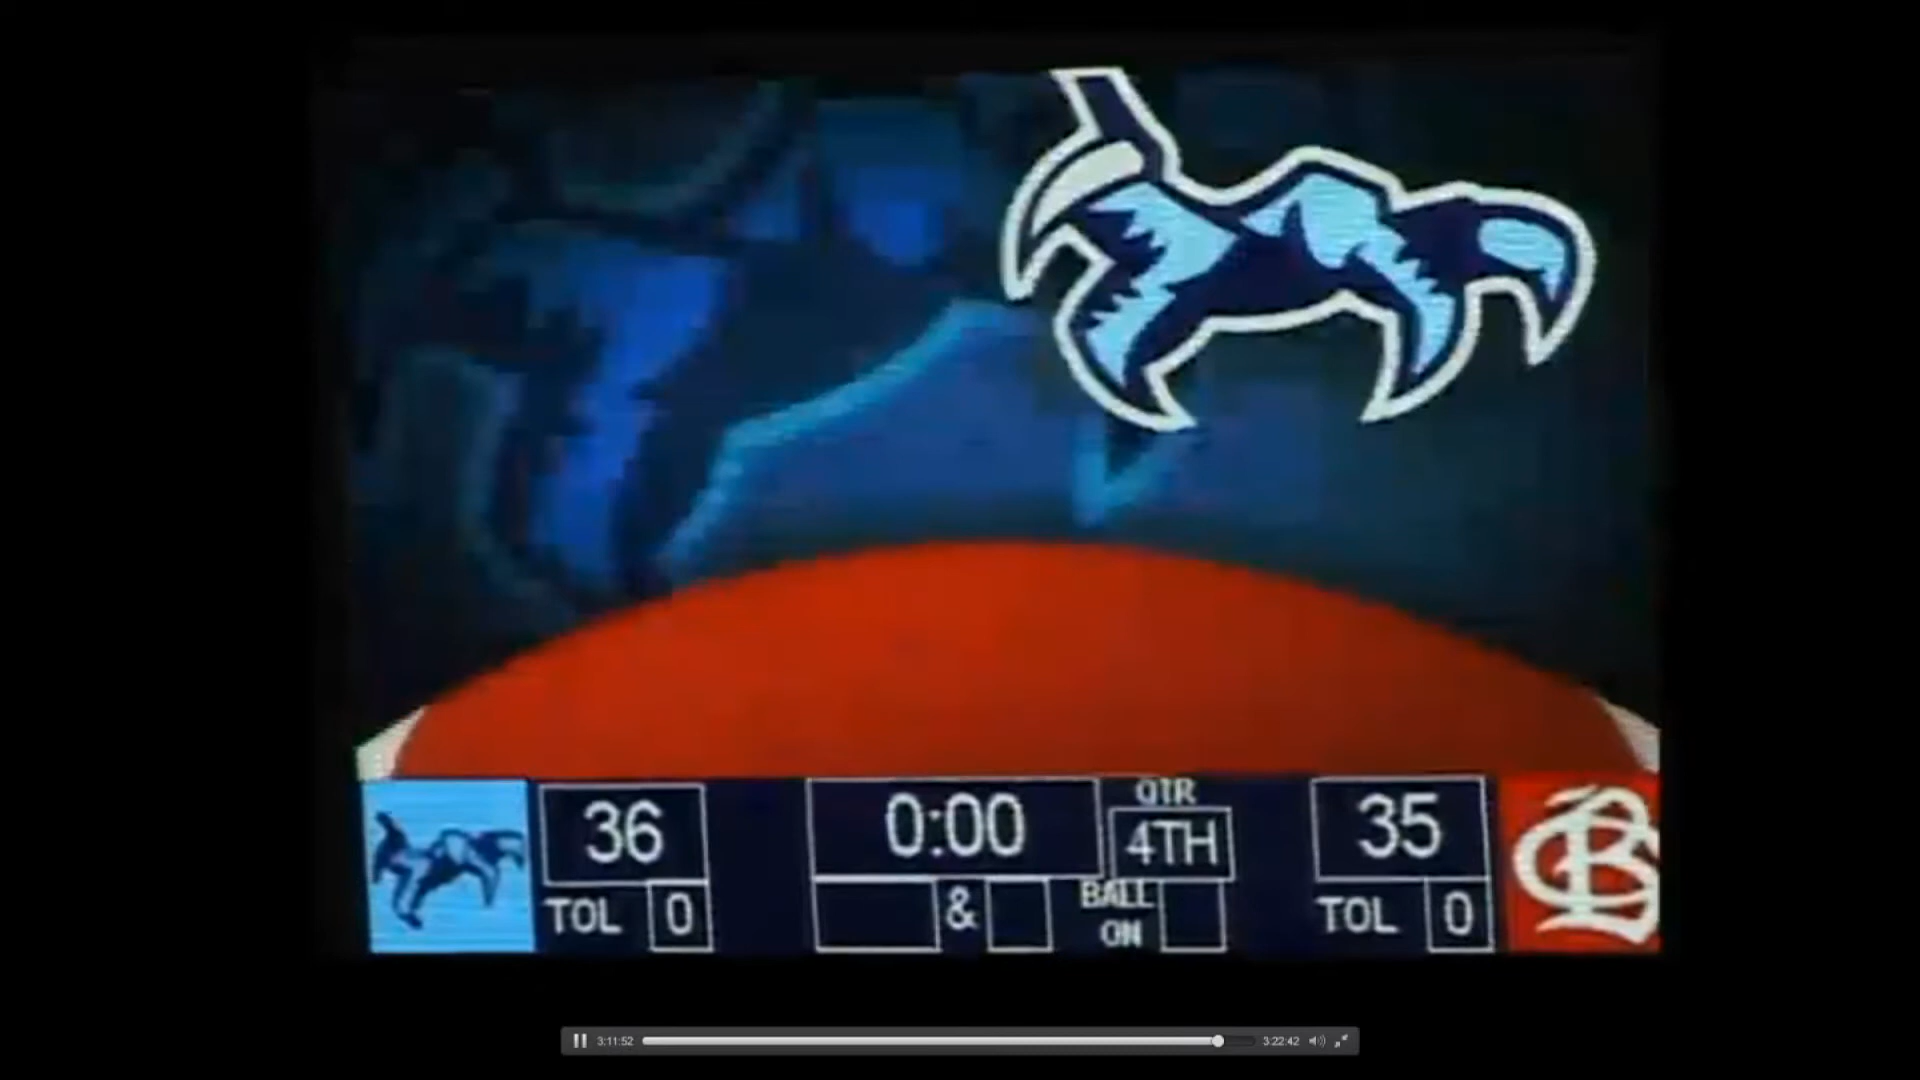 36 0:00 QTR 35
4TH
TOL 0 & BALL ON TOL 0
3:11:52 3:22:42